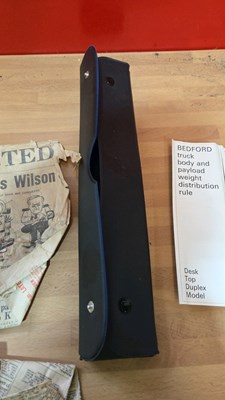 TED
s Wilson
BEDFORD
truck
body and
payload
weight
distribution
rule
Desk
Top
Duplex
Model